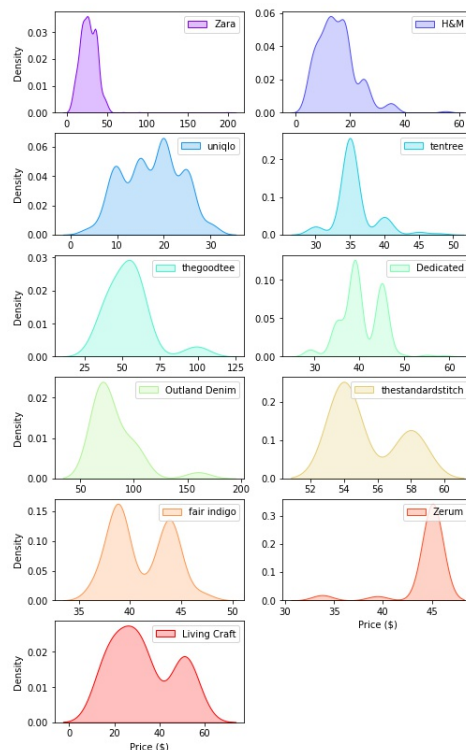 Zara
Density
0.03
0.02
0.01
0.00
0 50 100 150 200
H&M
0.06
0.04
0.02
0.00
0 20 40 60
uniqlo
Density
0.06
0.04
0.02
0.00
0 10 20 30
tentree
0.2
0.1
0.0
30 35 40 45 50
thegoodtee
Density
0.03
0.02
0.01
0.00
25 50 75 100 125
Dedicated
0.10
0.05
0.00
30 40 50 60
Outland Denim
Density
0.02
0.01
0.00
50 100 150 200
thestandardstitch
0.2
0.1
0.0
52 54 56 58 60
fair indigo
Density
0.15
0.10
0.05
0.00
35 40 45 50
Zerum
0.3
0.2
0.1
0.0
30 35 40 45
Price ($)
Living Craft
Density
0.02
0.01
0.00
0 20 40 60
Price ($)